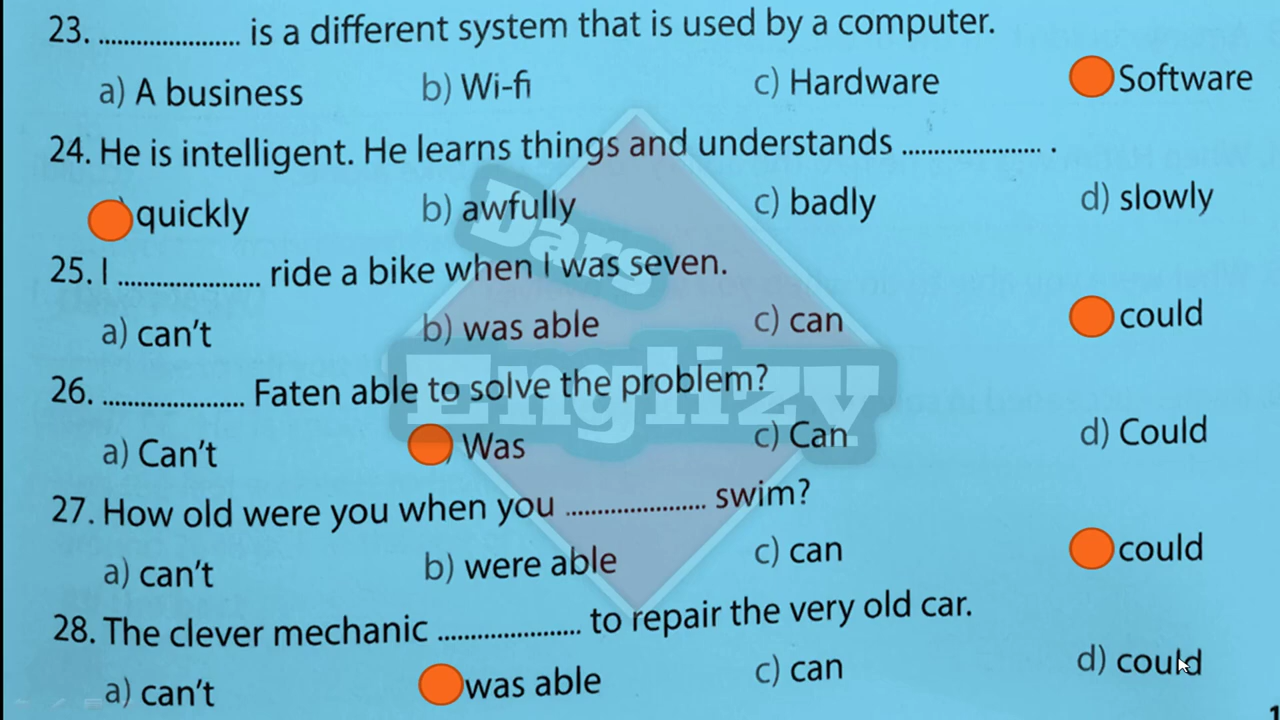 23. ...................... is a different system that is used by a computer.
a) A business b) Wi-fi c) Hardware Software
24. He is intelligent. He learns things and understands ...................... .
quickly b) awfully c) badly d) slowly
25. I ...................... ride a bike when I was seven.
a) can't b) was able c) can could
26. ...................... Faten able to solve the problem?
a) Can't Was c) Can d) Could
27. How old were you when you ...................... swim?
a) can't b) were able c) can could
28. The clever mechanic ...................... to repair the very old car.
a) can't was able c) can d) could
Dars
Englizy